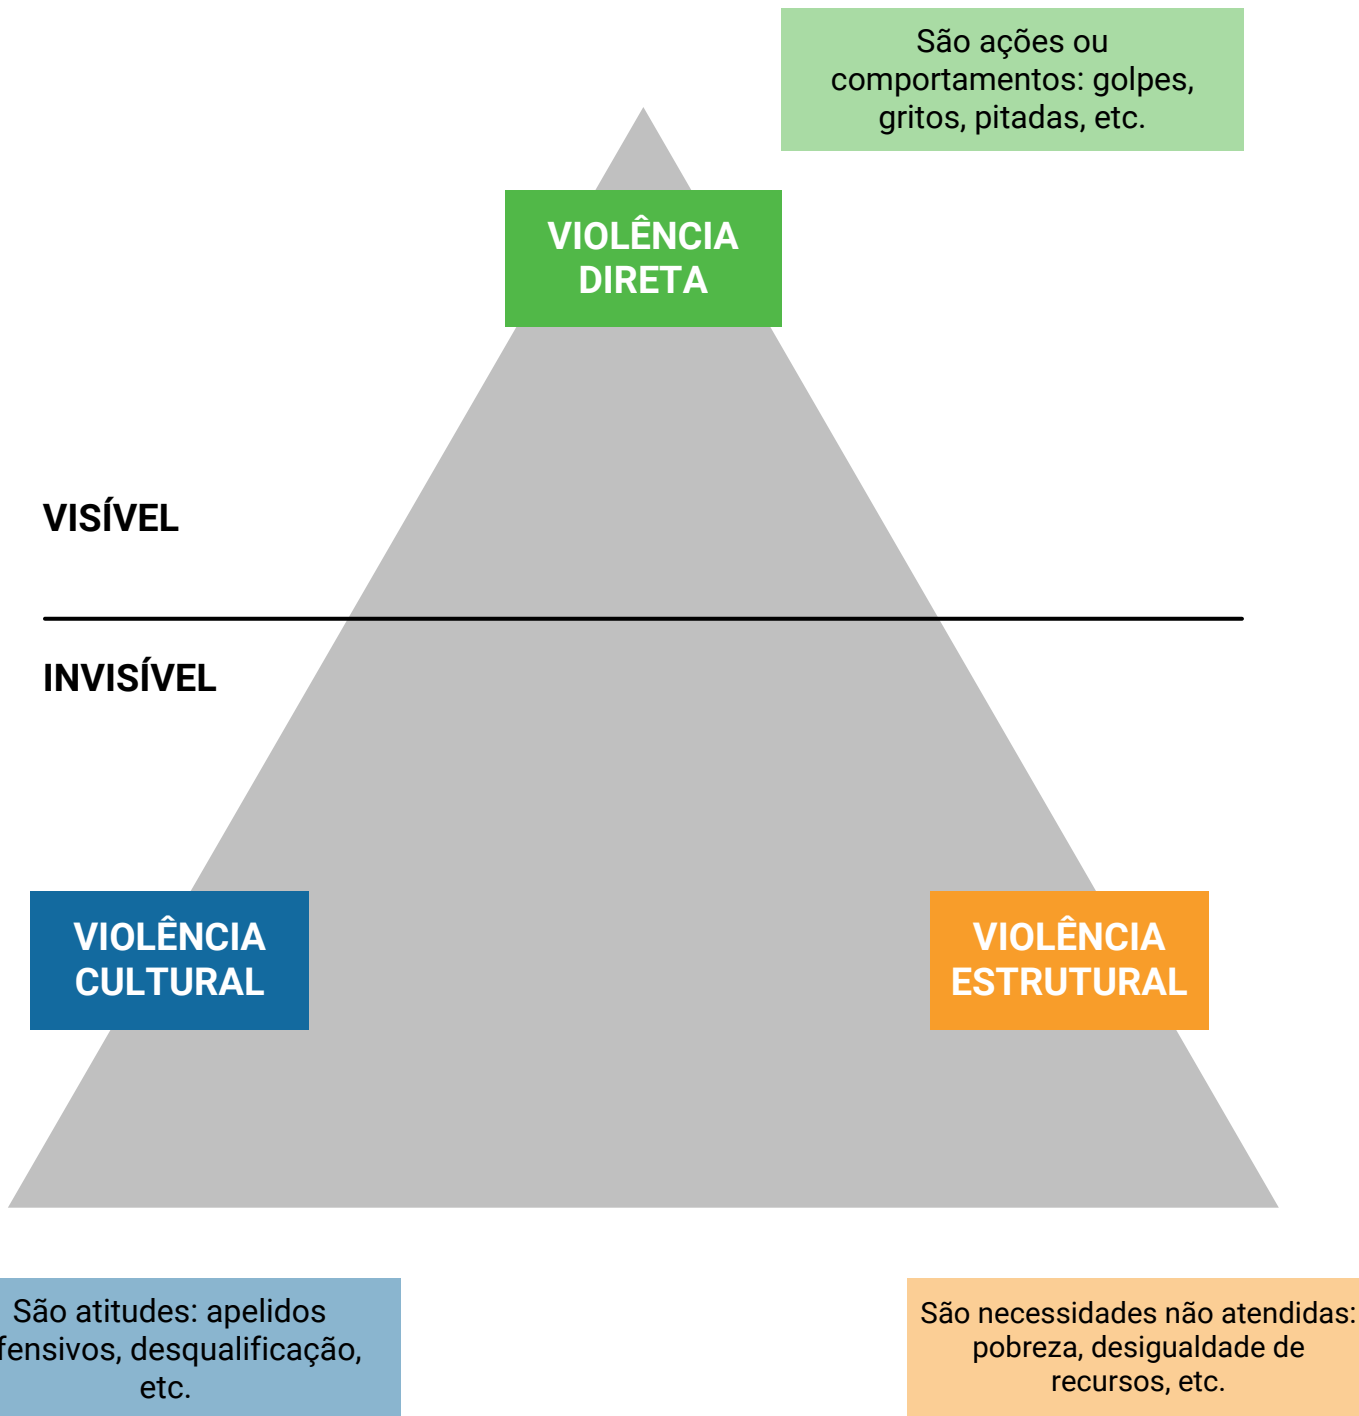 São ações ou
comportamentos: golpes,
gritos, pitadas, etc.
VIOLÊNCIA
DIRETA
VISÍVEL
INVISÍVEL
VIOLÊNCIA
CULTURAL
VIOLÊNCIA
ESTRUTURAL
São atitudes: apelidos
fensivos, desqualificação,
etc.
São necessidades não atendidas:
pobreza, desigualdade de
recursos, etc.